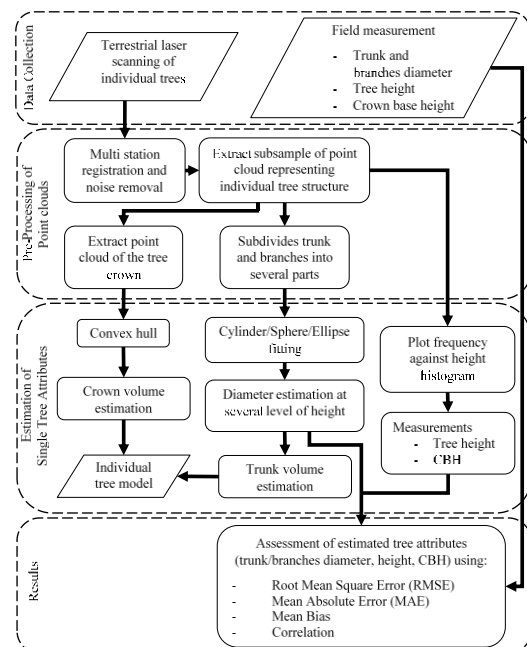 Data Collection
Terrestrial laser
scanning of
individual trees
Field measurement
- Trunk and
branches diameter
- Tree height
- Crown base height
Pre-Processing of
Point clouds
Multi station
registration and
noise removal
Extract subsample of point
cloud representing
individual tree structure
Extract point
cloud of the tree
crown
Subdivides trunk
and branches into
several parts
Estimation of
Single Tree Attributes
Convex hull
Cylinder/Sphere/Ellipse
fitting
Plot frequency
against height
histogram
Crown volume
estimation
Diameter estimation at
several level of height
Measurements
- Tree height
- CBH
Individual
tree model
Trunk volume
estimation
Results
Assessment of estimated tree attributes
(trunk/branches diameter, height, CBH) using:
- Root Mean Square Error (RMSE)
- Mean Absolute Error (MAE)
- Mean Bias
- Correlation